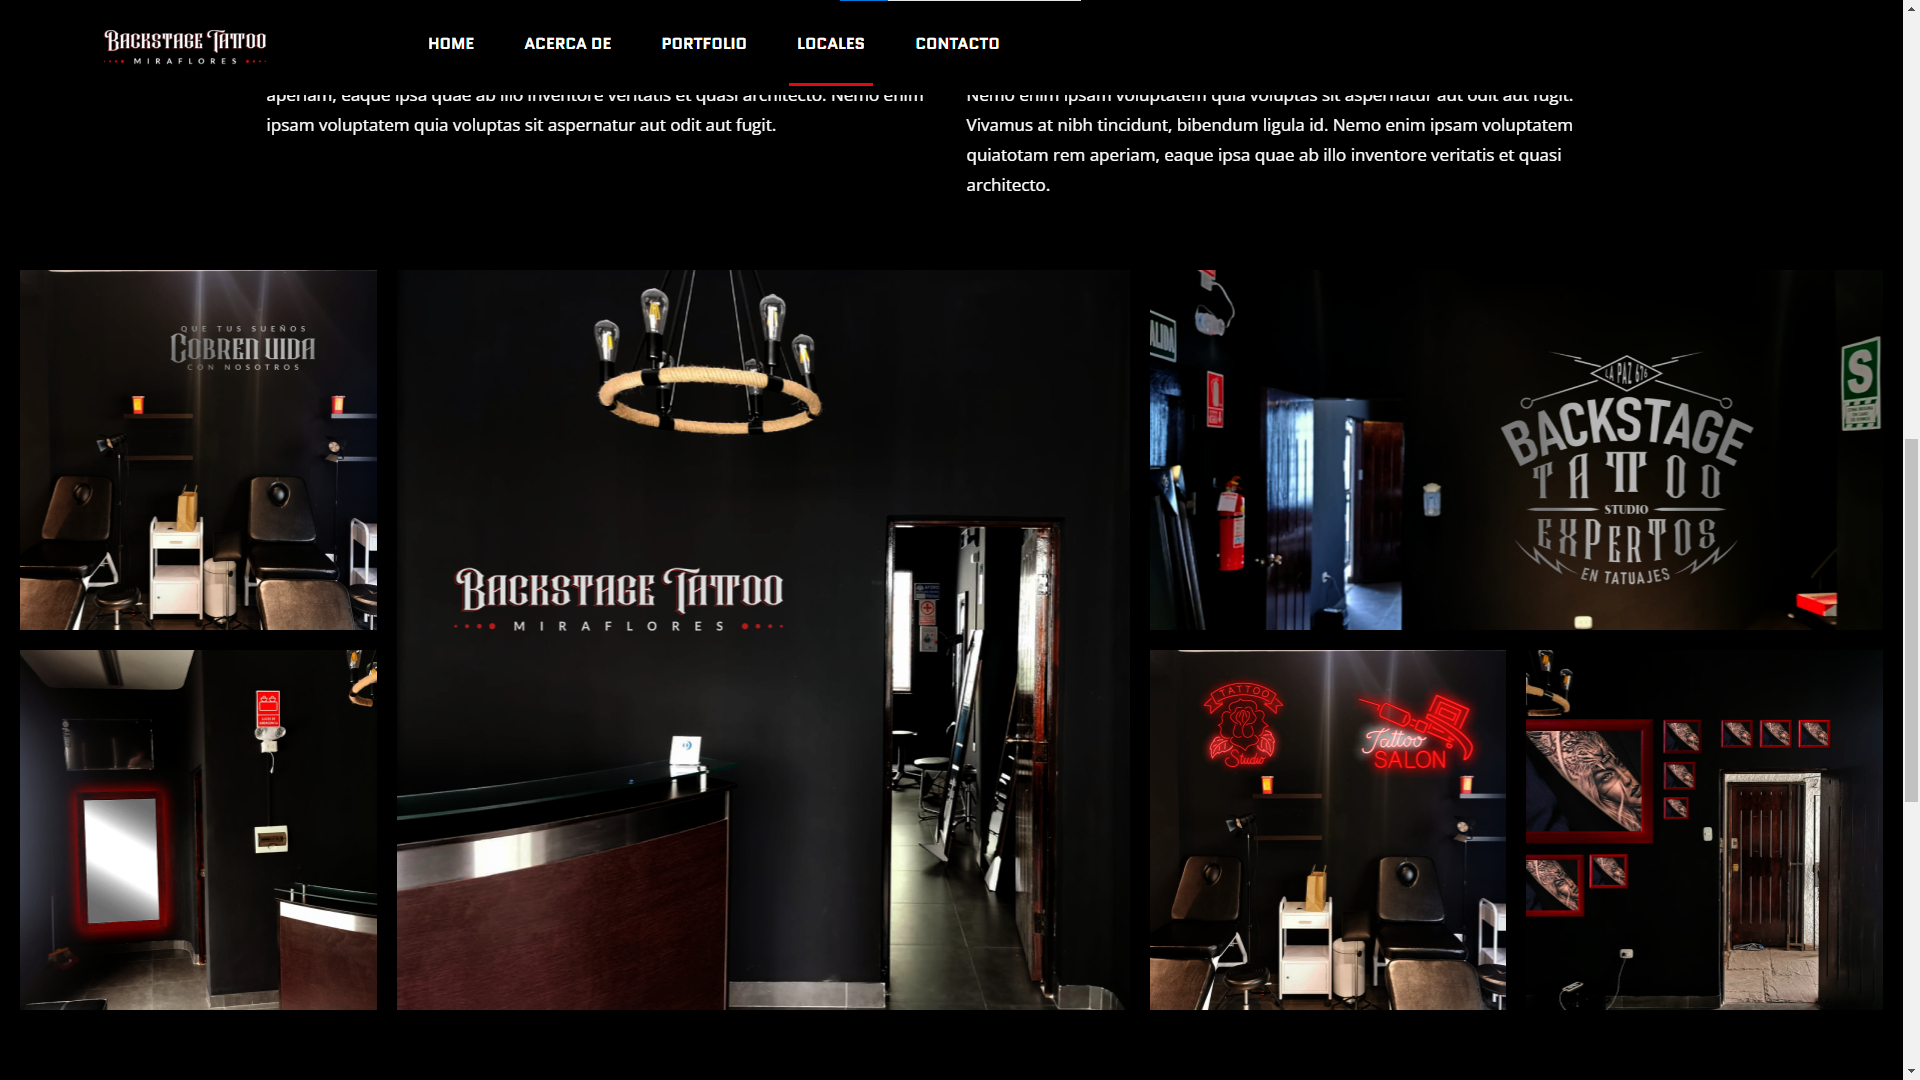 BACKSTAGE TATTOO
MIRAFLORES
HOME
ACERCA DE
PORTFOLIO
LOCALES
CONTACTO
aperiam, eaque ipsa quae ab illo inventore veritatis et quasi architecto. Nemo enim
ipsam voluptatem quia voluptas sit aspernatur aut odit aut fugit.
Nemo enim ipsam voluptatem quia voluptas sit aspernatur aut odit aut fugit.
Vivamus at nibh tincidunt, bibendum ligula id. Nemo enim ipsam voluptatem
quiatotam rem aperiam, eaque ipsa quae ab illo inventore veritatis et quasi
architecto.
QUE TUS SUEÑOS
COBREN VIDA
CON NOSOTROS
BACKSTAGE TATTOO
MIRAFLORES
ALIDA
S
LA PAZ 676
BACKSTAGE
TATTOO
STUDIO
EXPERTOS
EN TATUAJES
TATTOO
Studio
Tattoo
SALON